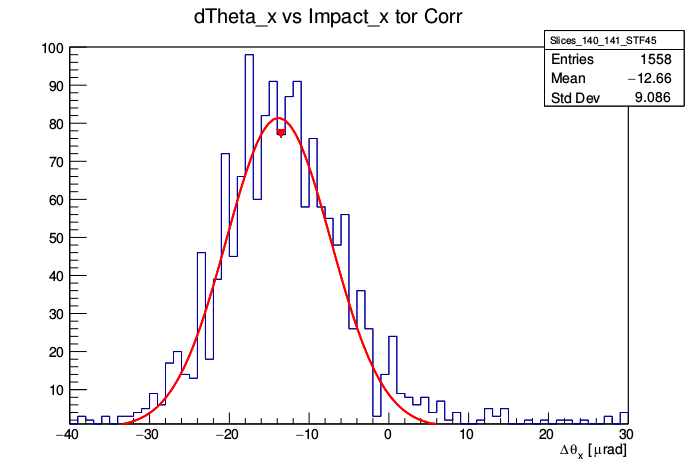 dTheta_x vs Impact_x tor Corr
Slices_140_141_STF45
Entries 1558
Mean −12.66
Std Dev 9.086
100
90
80
70
60
50
40
30
20
10
−40 −30 −20 −10 0 10 20 30
Δθx [μrad]